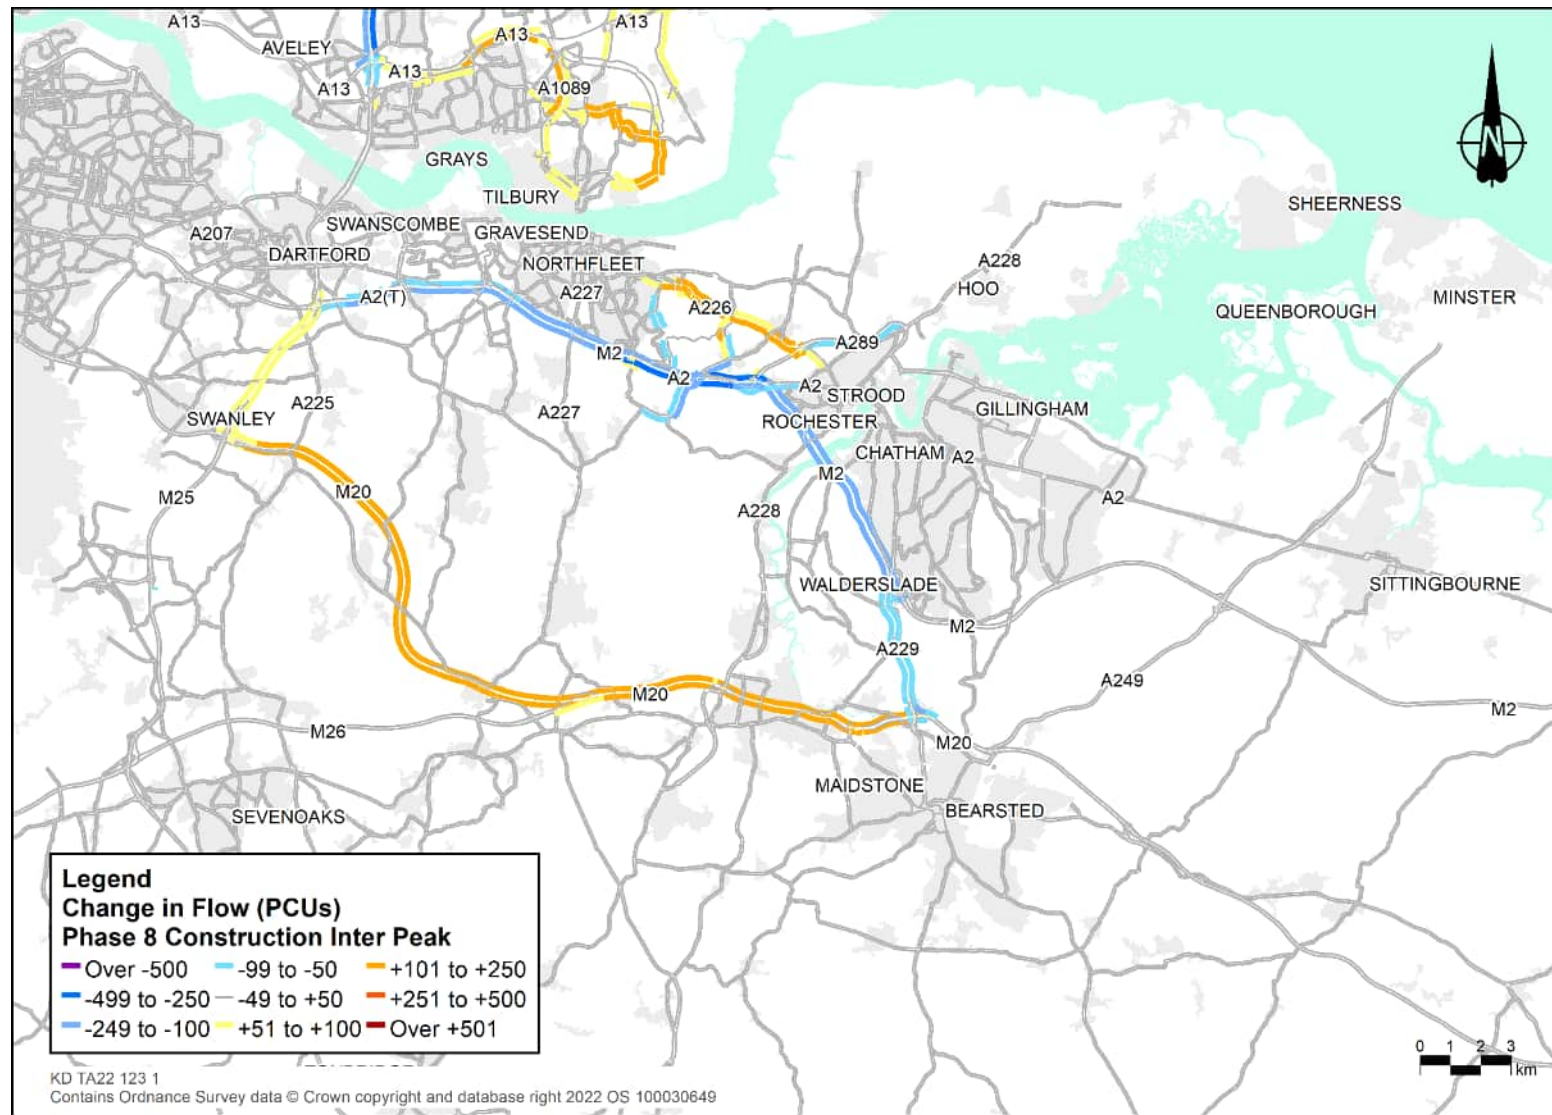 A13
A13
A13
AVELEY
A13
A13
A1089
GRAYS
TILBURY
N
SHEERNESS
SWANSCOMBE
A207
GRAVESEND
DARTFORD
NORTHFLEET
A228
HOO
A2(T)
A227
A226
MINSTER
QUEENBOROUGH
A289
M2
A2
A2
STROOD
SWANLEY
A225
A227
GILLINGHAM
ROCHESTER
CHATHAM
A2
M2
M25
M20
A2
A228
WALDERSLADE
SITTINGBOURNE
M2
A229
A249
M20
M2
M26
M20
MAIDSTONE
BEARSTED
SEVENOAKS
Legend
Change in Flow (PCUs)
Phase 8 Construction Inter Peak
Over -500 -99 to -50 +101 to +250
-499 to -250 -49 to +50 +251 to +500
-249 to -100 +51 to +100 Over +501
0 1 2 3
km
KD TA22 123 1
Contains Ordnance Survey data © Crown copyright and database right 2022 OS 100030649